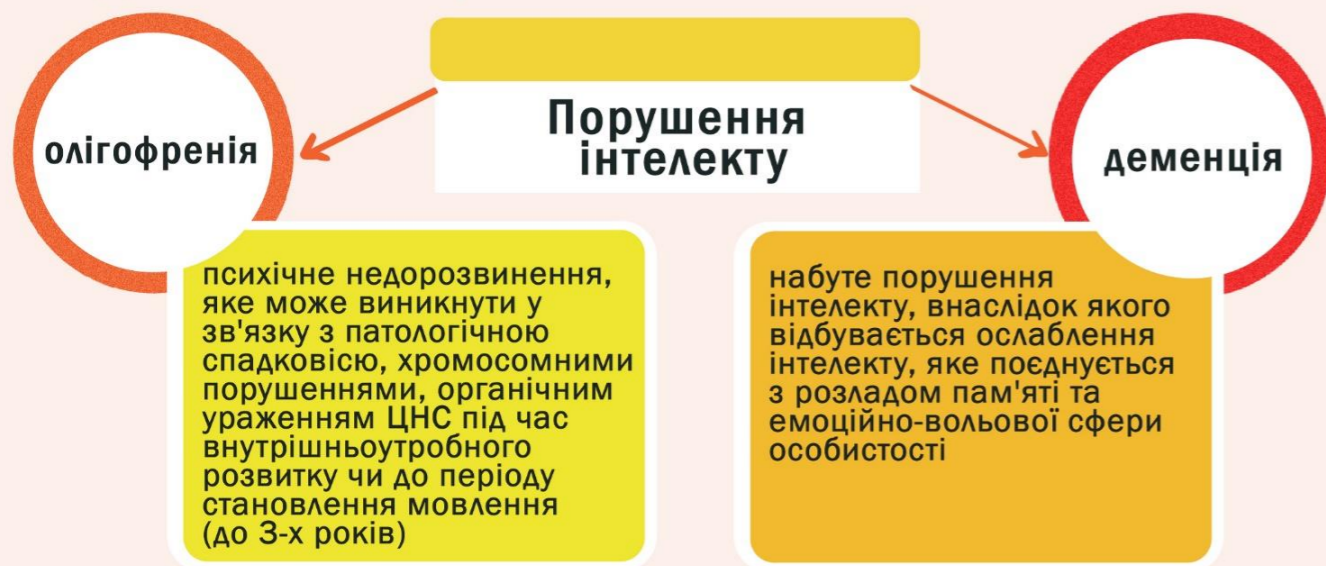 Порушення
інтелекту
олігофренія
психічне недорозвинення,
яке може виникнути у
зв'язку з патологічною
спадковісю, хромосомними
порушеннями, органічним
ураженням ЦНС під час
внутрішньоутробного
розвитку чи до періоду
становлення мовлення
(до 3-х років)
деменція
набуте порушення
інтелекту, внаслідок якого
відбувається ослаблення
інтелекту, яке поєднується
з розладом пам'яті та
емоційно-вольової сфери
особистості